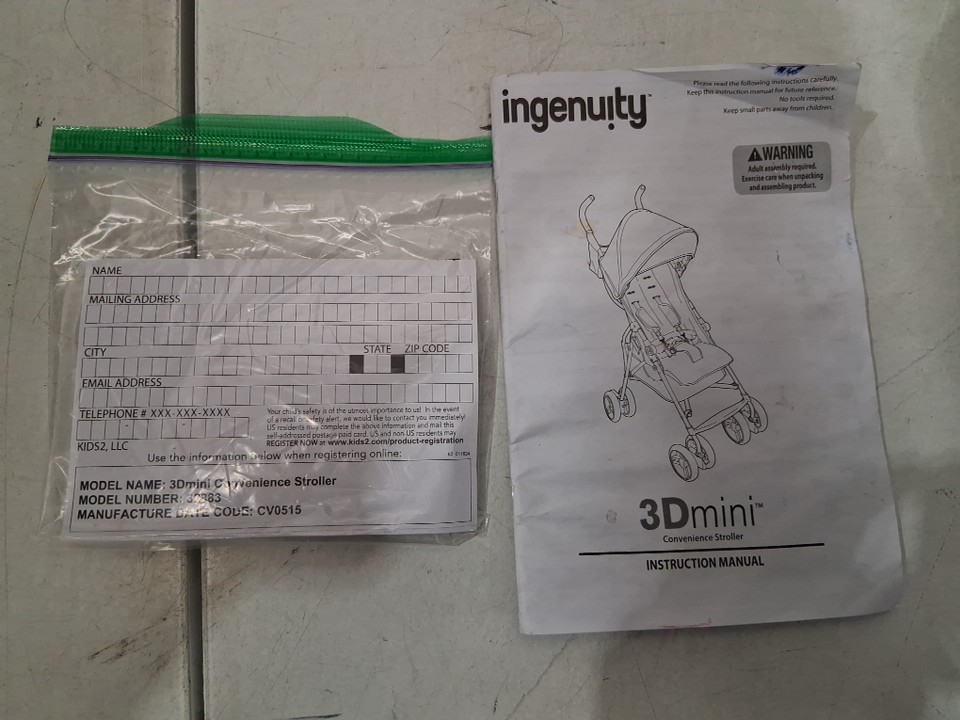 NAME
MAILING ADDRESS
CITY STATE ZIP CODE
EMAIL ADDRESS
TELEPHONE # XXX-XXX-XXXX
KIDS2, LLC
Your child's safety is of the utmost importance to us! In the event
of a recall or safety alert, we would like to contact you immediately!
US residents may complete the above information and mail this
self-addressed postage paid card. US and non US residents may
REGISTER NOW at www.kids2.com/product-registration
Use the information below when registering online:
MODEL NAME: 3Dmini Convenience Stroller
MODEL NUMBER:
MANUFACTURE DATE CODE: CV0515
ingenuity™
Please read the following instructions carefully.
Keep this instruction manual for future reference.
No tools required.
Keep small parts away from children.
WARNING
Adult assembly required.
Exercise care when unpacking
and assembling product.
3Dmini™
Convenience Stroller
INSTRUCTION MANUAL